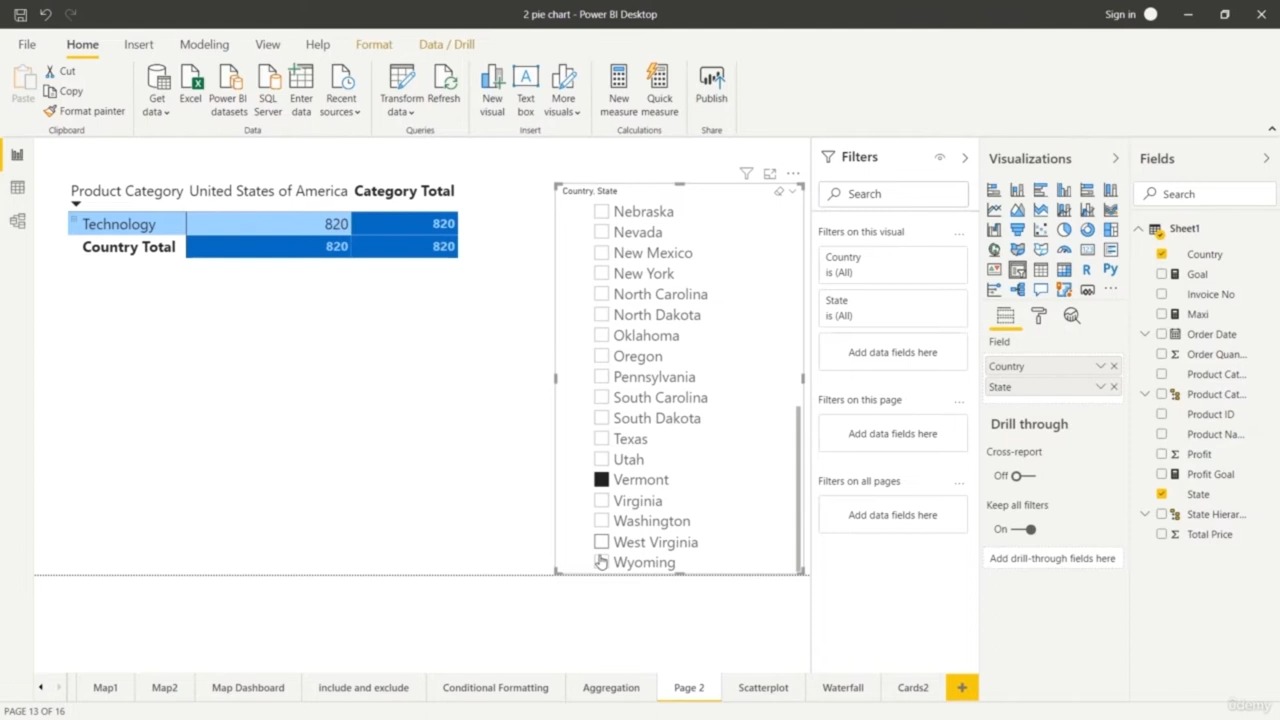 2 pie chart - Power BI Desktop
Sign in
File Home Insert Modeling View Help Format Data / Drill
Paste
Cut
Copy
Format painter
Clipboard
Get data
Excel
Power BI datasets
SQL Server
Enter data
Recent sources
Data
Transform data
Refresh
Queries
New visual
Text box
More visuals
Insert
New measure
Quick measure
Calculations
Publish
Share
Product Category United States of America Category Total
Technology 820 820
Country Total 820 820
Country, State
Nebraska
Nevada
New Mexico
New York
North Carolina
North Dakota
Oklahoma
Oregon
Pennsylvania
South Carolina
South Dakota
Texas
Utah
Vermont
Virginia
Washington
West Virginia
Wyoming
Filters
Search
Filters on this visual ...
Country
is (All)
State
is (All)
Add data fields here
Filters on this page ...
Add data fields here
Filters on all pages ...
Add data fields here
Visualizations
R Py
...
Field
Country
State
Drill through
Cross-report
Off
Keep all filters
On
Add drill-through fields here
Fields
Search
Sheet1
Country
Goal
Invoice No
Maxi
Order Date
Σ Order Quan...
Product Cat...
Product Cat...
Product ID
Product Na...
Σ Profit
Profit Goal
State
State Hierar...
Σ Total Price
Map1 Map2 Map Dashboard include and exclude Conditional Formatting Aggregation Page 2 Scatterplot Waterfall Cards2 +
PAGE 13 OF 16
ûdemy